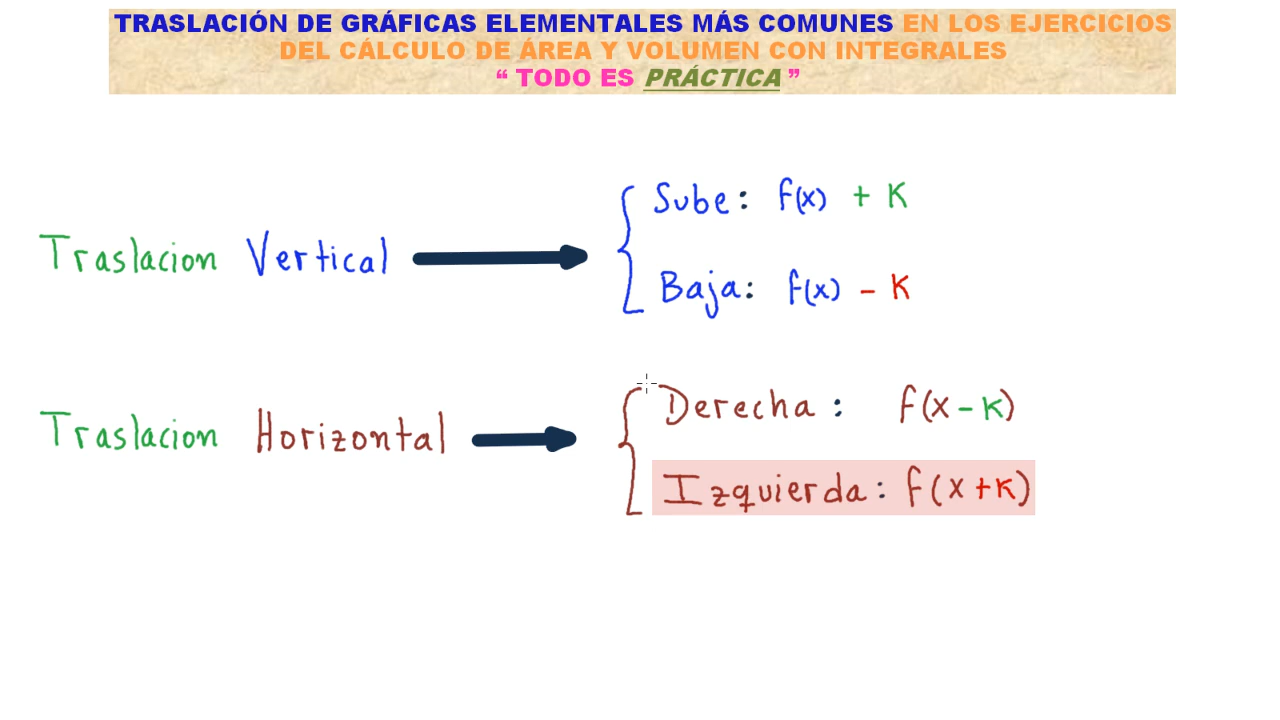 TRASLACIÓN DE GRÁFICAS ELEMENTALES MÁS COMUNES EN LOS EJERCICIOS
DEL CÁLCULO DE ÁREA Y VOLUMEN CON INTEGRALES
“ TODO ES PRÁCTICA ”
Traslacion Vertical
Sube: f(x) + K
Baja: f(x) - K
Traslacion Horizontal
Derecha: f(x - K)
Izquierda: f(x + K)